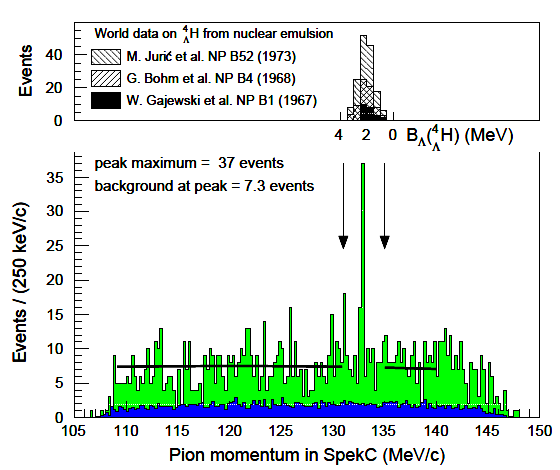 World data on ⁴ΛH from nuclear emulsion
M. Jurić et al. NP B52 (1973)
G. Bohm et al. NP B4 (1968)
W. Gajewski et al. NP B1 (1967)
Events
40
20
0
4 2 0 BΛ(⁴ΛH) (MeV)
peak maximum = 37 events
background at peak = 7.3 events
Events / (250 keV/c)
35
30
25
20
15
10
5
0
105 110 115 120 125 130 135 140 145 150
Pion momentum in SpekC (MeV/c)